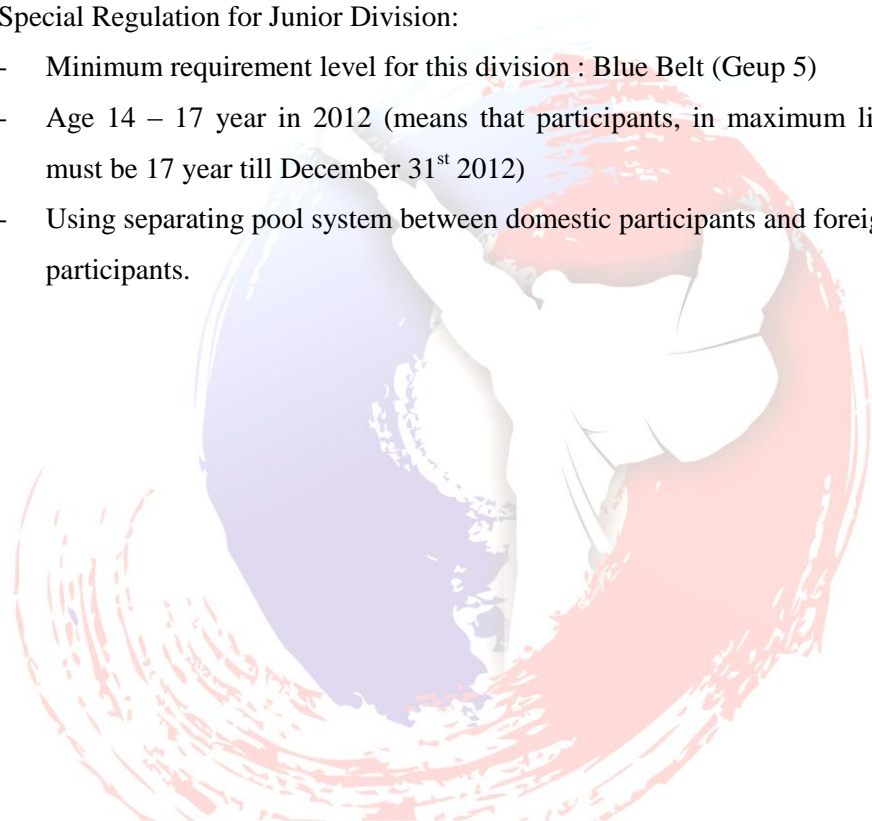 Special Regulation for Junior Division:
- Minimum requirement level for this division : Blue Belt (Geup 5)
- Age 14 – 17 year in 2012 (means that participants, in maximum li
must be 17 year till December 31st 2012)
- Using separating pool system between domestic participants and foreig
participants.